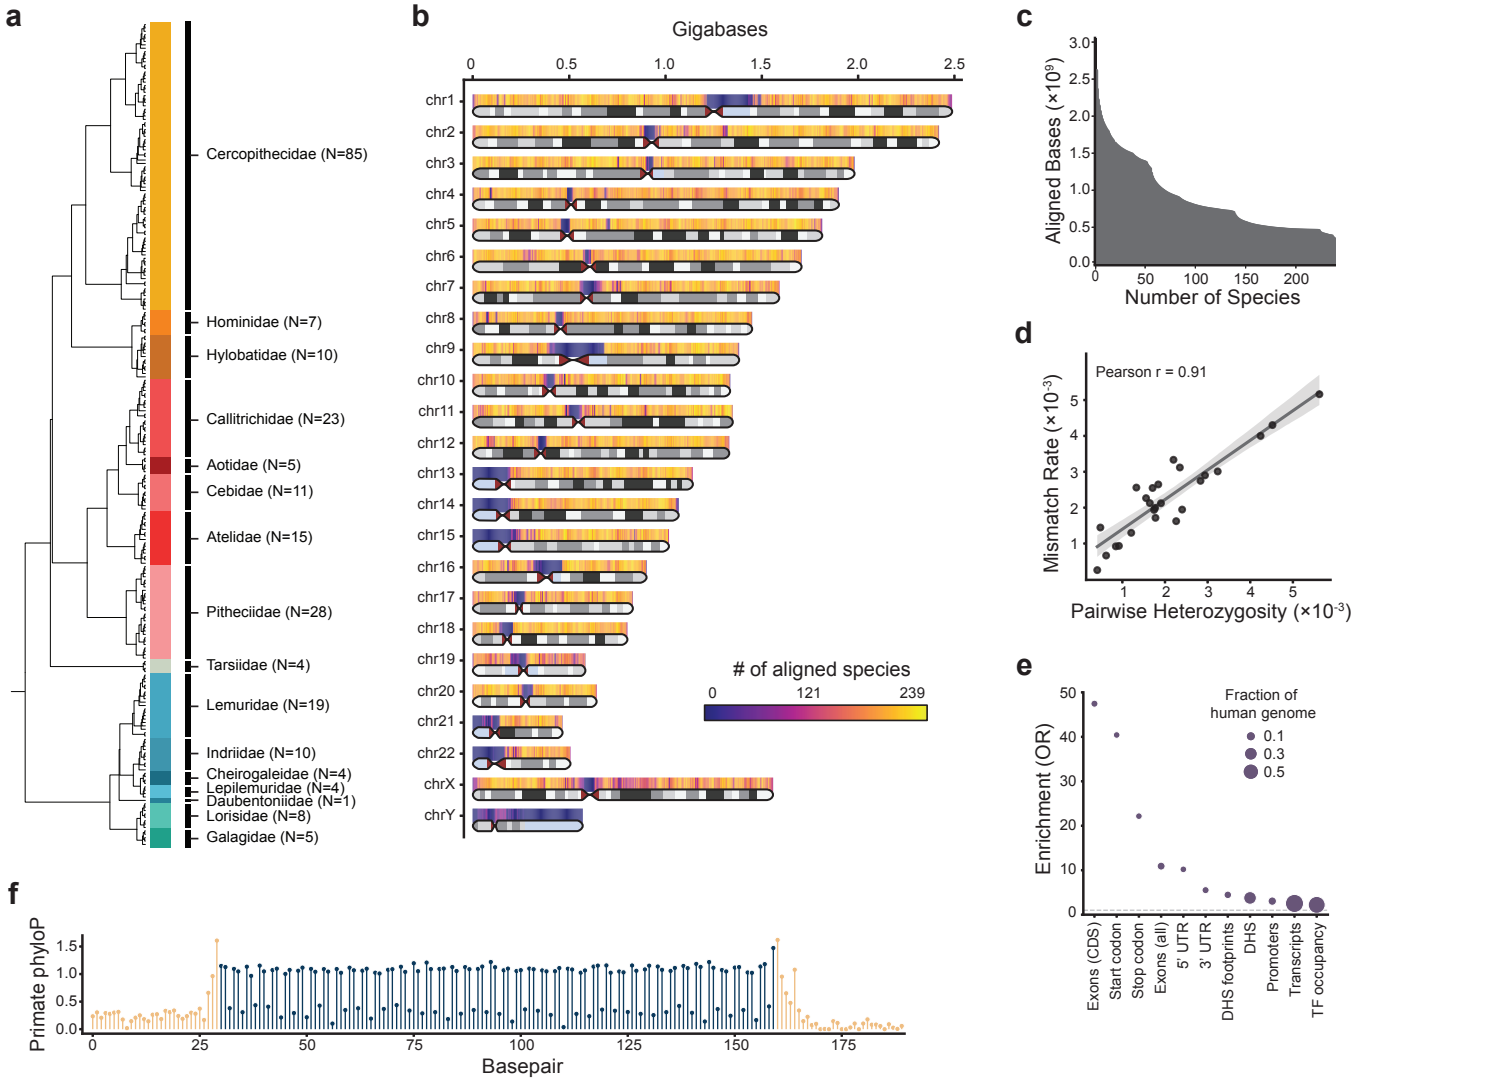 a
Cercopithecidae (N=85)
Hominidae (N=7)
Hylobatidae (N=10)
Callitrichidae (N=23)
Aotidae (N=5)
Cebidae (N=11)
Atelidae (N=15)
Pitheciidae (N=28)
Tarsiidae (N=4)
Lemuridae (N=19)
Indriidae (N=10)
Cheirogaleidae (N=4)
Lepilemuridae (N=4)
Daubentoniidae (N=1)
Lorisidae (N=8)
Galagidae (N=5)
b
Gigabases
0 0.5 1.0 1.5 2.0 2.5
chr1
chr2
chr3
chr4
chr5
chr6
chr7
chr8
chr9
chr10
chr11
chr12
chr13
chr14
chr15
chr16
chr17
chr18
chr19
chr20
chr21
chr22
chrX
chrY
# of aligned species
0 121 239
c
Aligned Bases (×10⁹)
3.0
2.5
2.0
1.5
1.0
0.5
0.0
0 50 100 150 200
Number of Species
d
Pearson r = 0.91
Mismatch Rate (×10⁻³)
5
4
3
2
1
1 2 3 4 5
Pairwise Heterozygosity (×10⁻³)
e
Enrichment (OR)
50
40
30
20
10
0
Fraction of
human genome
0.1
0.3
0.5
Exons (CDS)
Start codon
Stop codon
Exons (all)
5' UTR
3' UTR
DHS footprints
DHS
Promoters
Transcripts
TF occupancy
f
Primate phyloP
1.5
1.0
0.5
0.0
0 25 50 75 100 125 150 175
Basepair